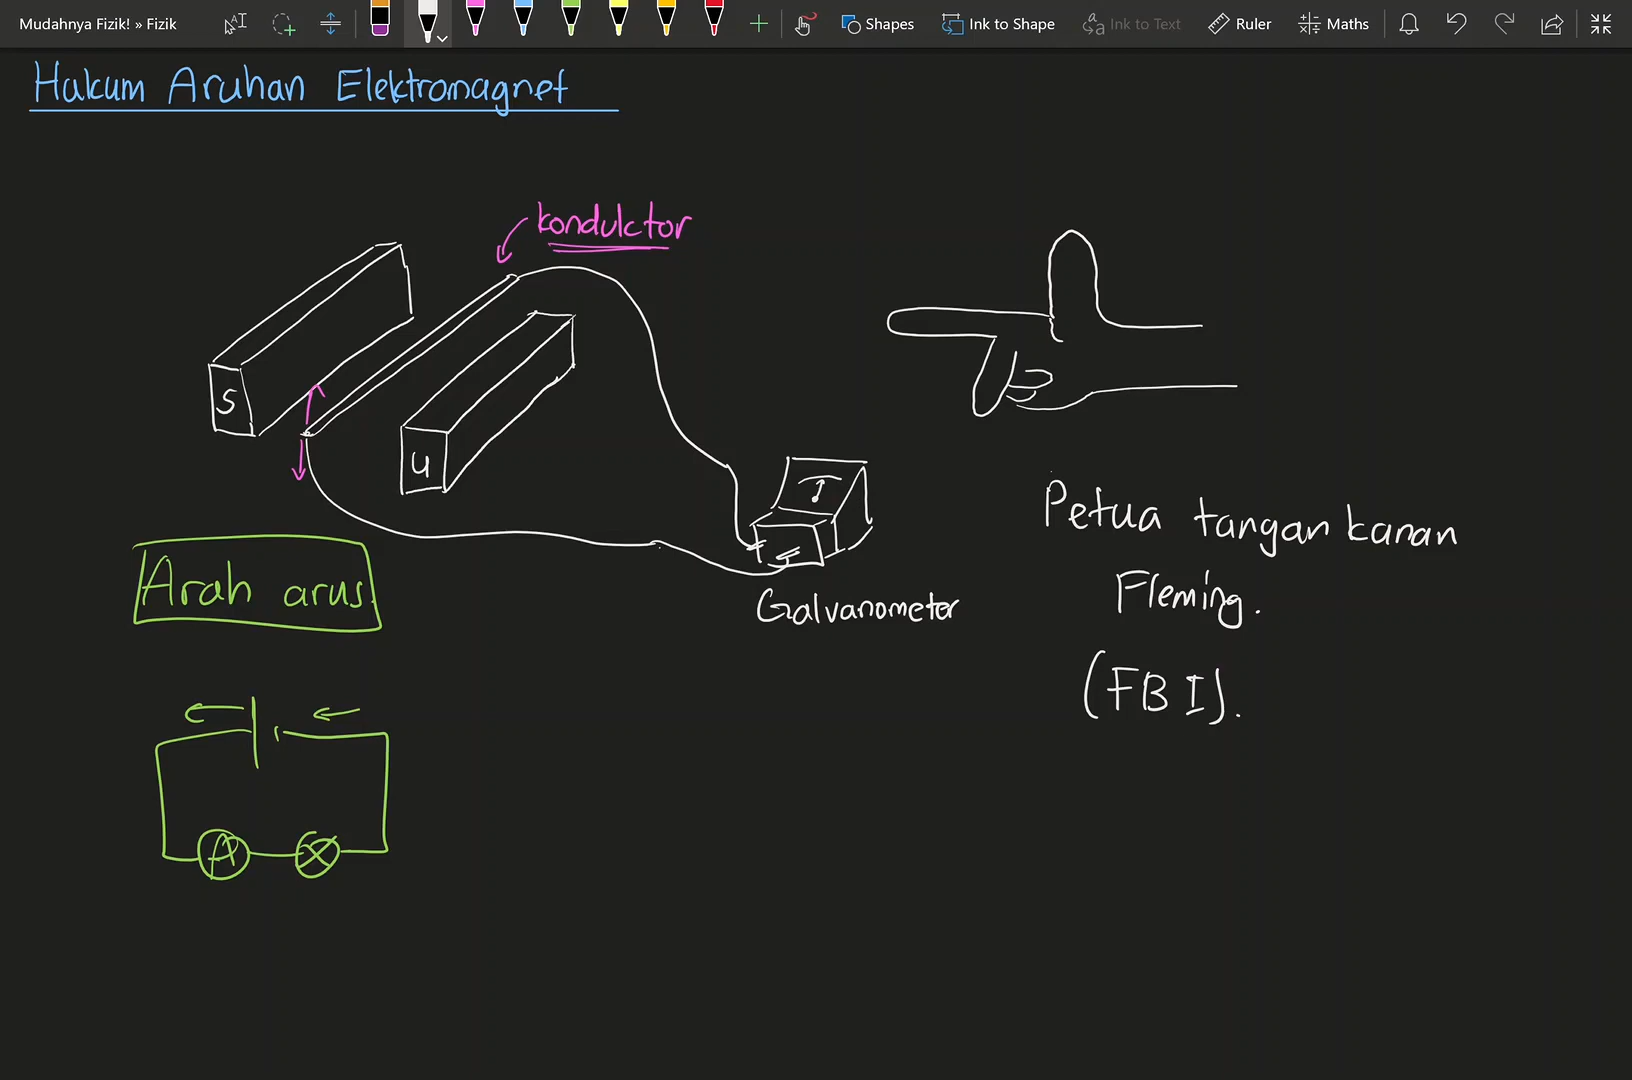 Mudahnya Fizik! » Fizik
Shapes
Ink to Shape
Ink to Text
Ruler
Maths
Hukum Aruhan Elektromagnet
konduktor
S
U
Galvanometer
Petua tangan kanan
Fleming.
(FBI).
Arah arus.
A